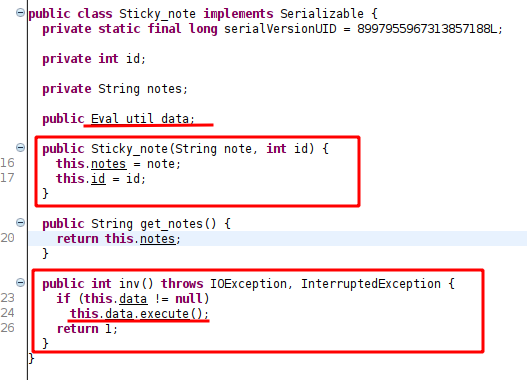 public class Sticky_note implements Serializable {
private static final long serialVersionUID = 8997955967313857188L;
private int id;
private String notes;
public Eval_util data;
public Sticky_note(String note, int id) {
16 this.notes = note;
17 this.id = id;
}
public String get_notes() {
20 return this.notes;
}
public int inv() throws IOException, InterruptedException {
23 if (this.data != null)
24 this.data.execute();
26 return 1;
}
}